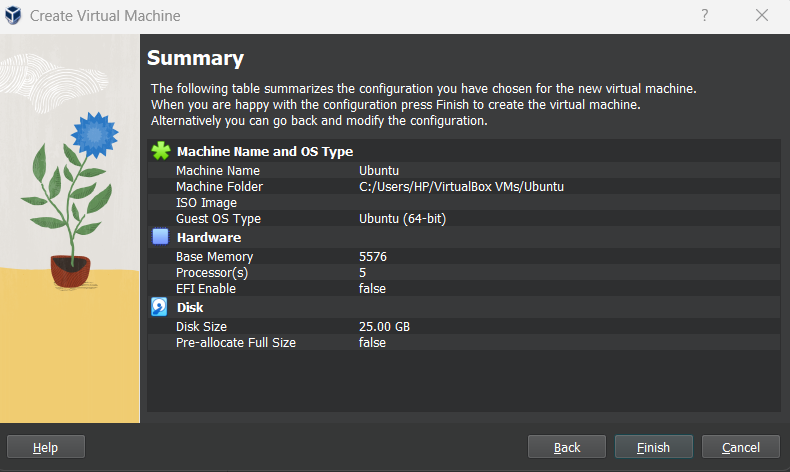 Create Virtual Machine
?
Summary
The following table summarizes the configuration you have chosen for the new virtual machine.
When you are happy with the configuration press Finish to create the virtual machine.
Alternatively you can go back and modify the configuration.
Machine Name and OS Type
Machine Name Ubuntu
Machine Folder C:/Users/HP/VirtualBox VMs/Ubuntu
ISO Image
Guest OS Type Ubuntu (64-bit)
Hardware
Base Memory 5576
Processor(s) 5
EFI Enable false
Disk
Disk Size 25.00 GB
Pre-allocate Full Size false
Help Back Finish Cancel